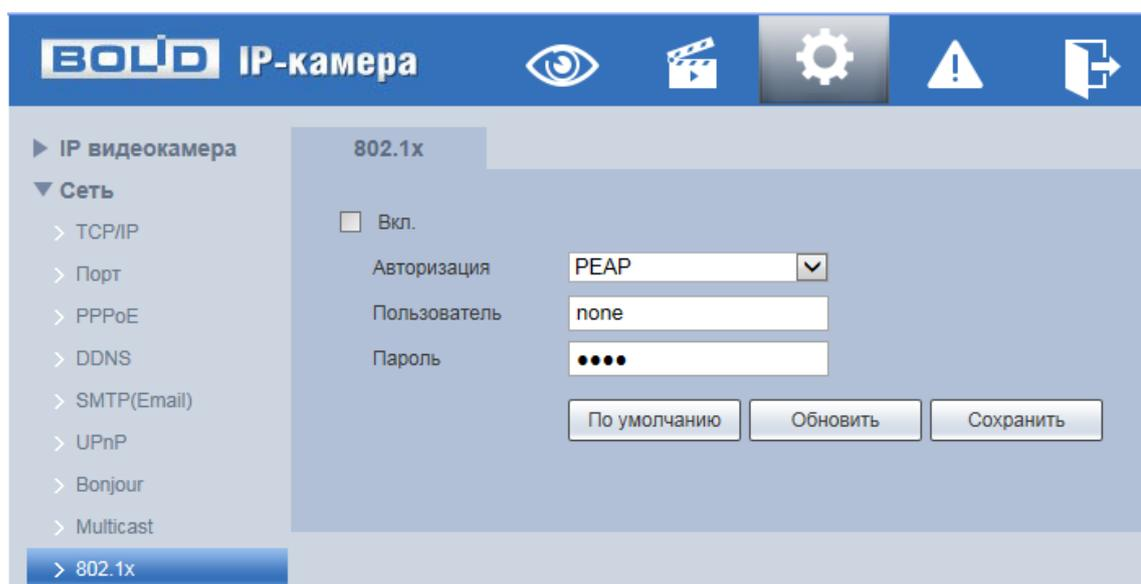 BOLID IP-камера
IP видеокамера
Сеть
TCP/IP
Порт
PPPoE
DDNS
SMTP(Email)
UPnP
Bonjour
Multicast
802.1x
802.1x
Вкл.
Авторизация PEAP
Пользователь none
Пароль ••••
По умолчанию Обновить Сохранить